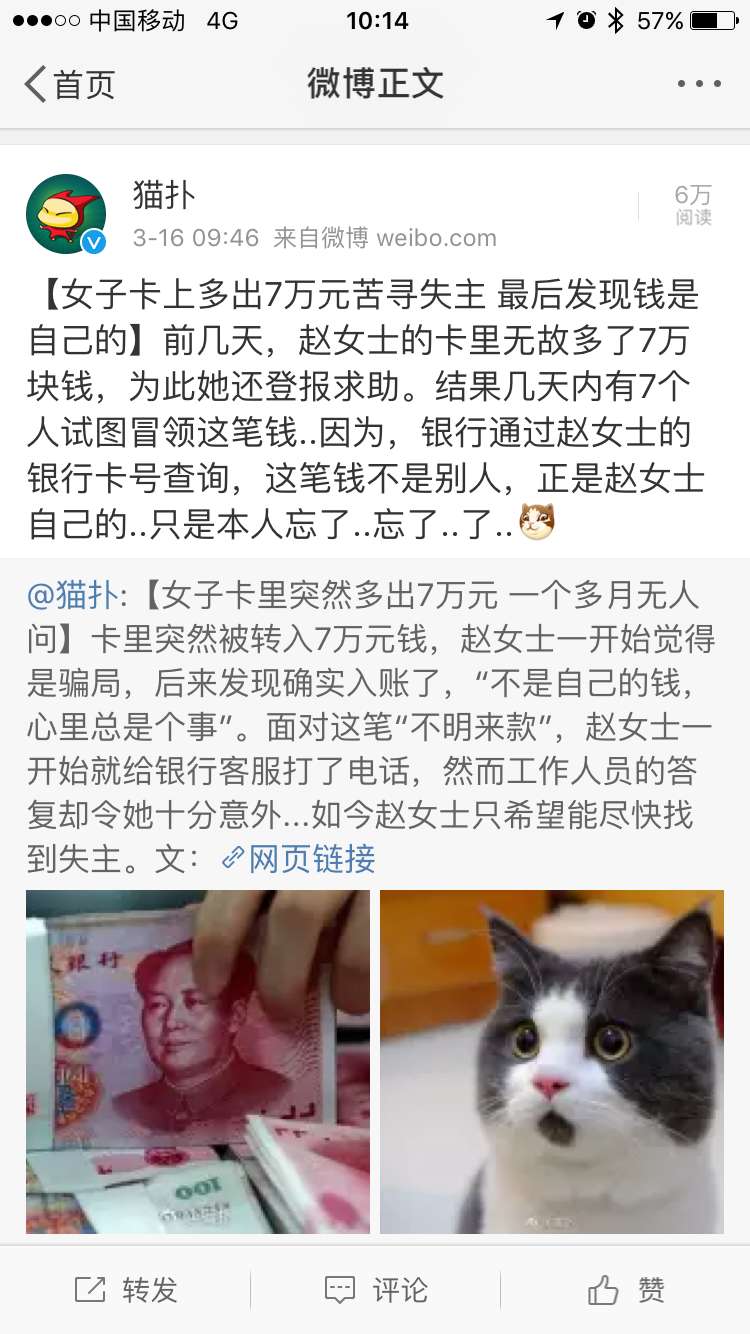 中国移动 4G 10:14 57%
首页 微博正文
猫扑
6万
阅读
3-16 09:46 来自微博 weibo.com
【女子卡上多出7万元苦寻失主 最后发现钱是
自己的】前几天，赵女士的卡里无故多了7万
块钱，为此她还登报求助。结果几天内有7个
人试图冒领这笔钱..因为，银行通过赵女士的
银行卡号查询，这笔钱不是别人，正是赵女士
自己的..只是本人忘了..忘了..了..
@猫扑:【女子卡里突然多出7万元 一个多月无人
问】卡里突然被转入7万元钱，赵女士一开始觉得
是骗局，后来发现确实入账了，“不是自己的钱，
心里总是个事”。面对这笔“不明来款”，赵女士一
开始就给银行客服打了电话，然而工作人员的答
复却令她十分意外...如今赵女士只希望能尽快找
到失主。文： 网页链接
银行
100
转发 评论 赞